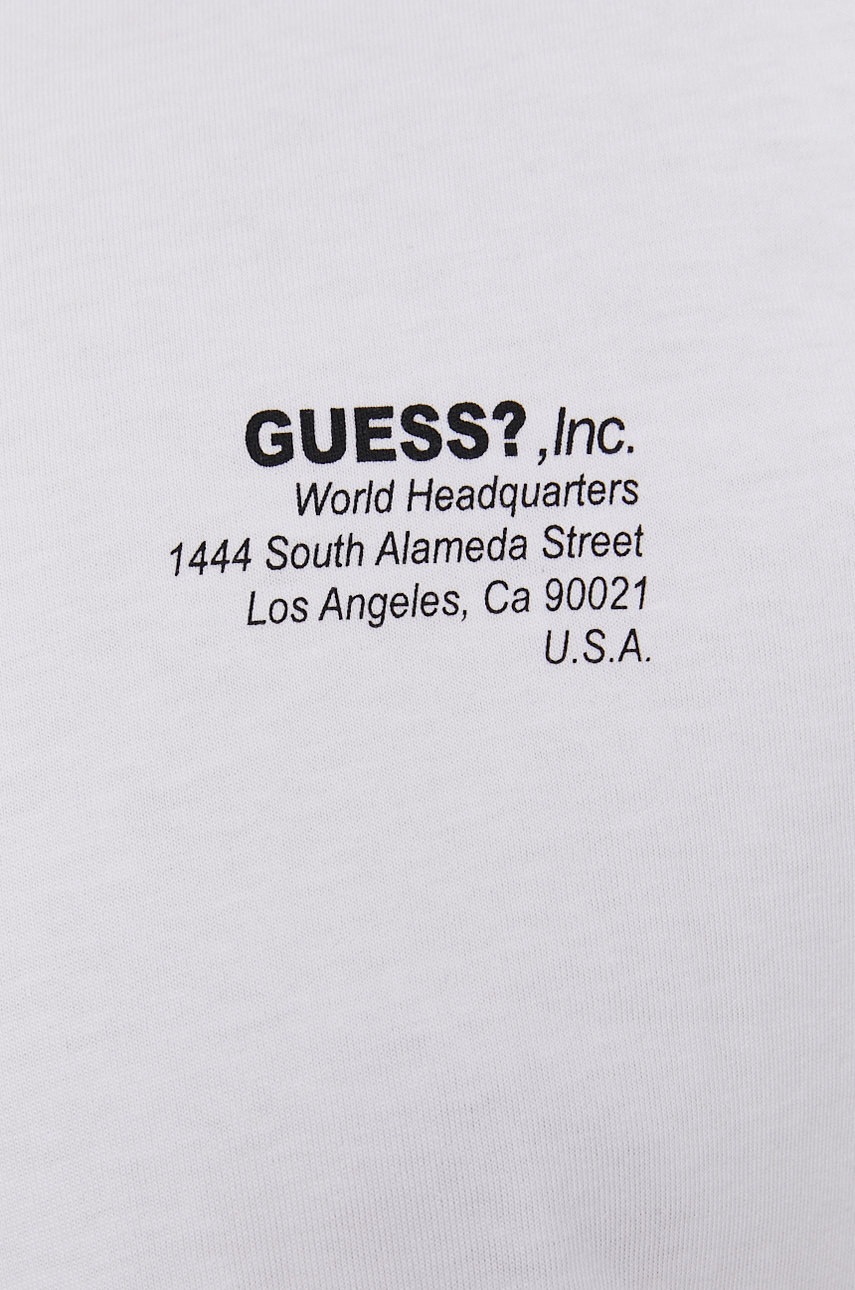 GUESS? ,Inc.
World Headquarters
1444 South Alameda Street
Los Angeles, Ca 90021
U.S.A.